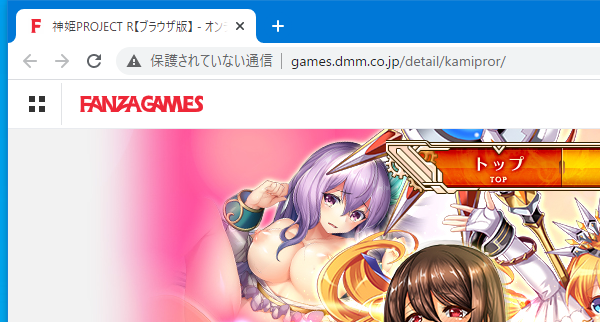 神姫PROJECT R【ブラウザ版】 - オン
保護されていない通信
games.dmm.co.jp/detail/kamipror/
FANZA GAMES
トップ
TOP